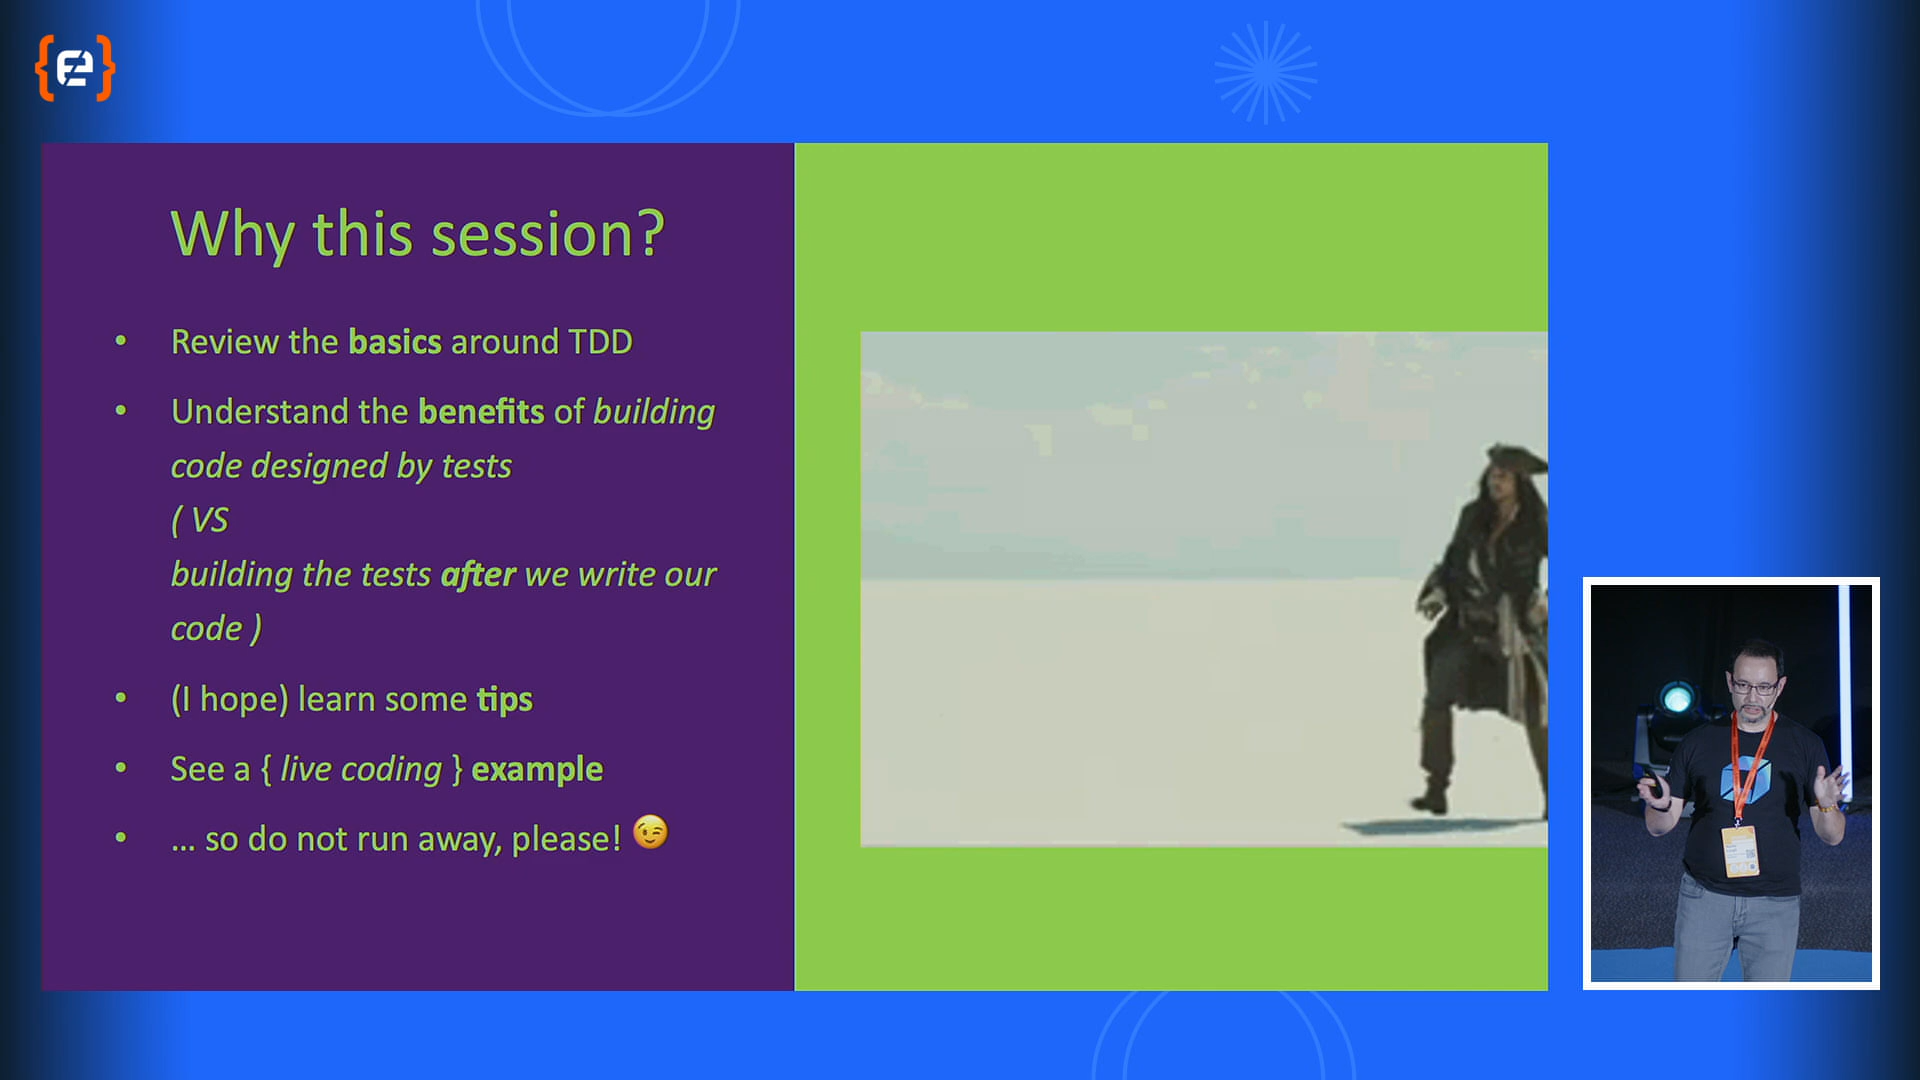 Why this session?
• Review the basics around TDD
• Understand the benefits of building
code designed by tests
( VS
building the tests after we write our
code )
• (I hope) learn some tips
• See a { live coding } example
• ... so do not run away, please! 😉